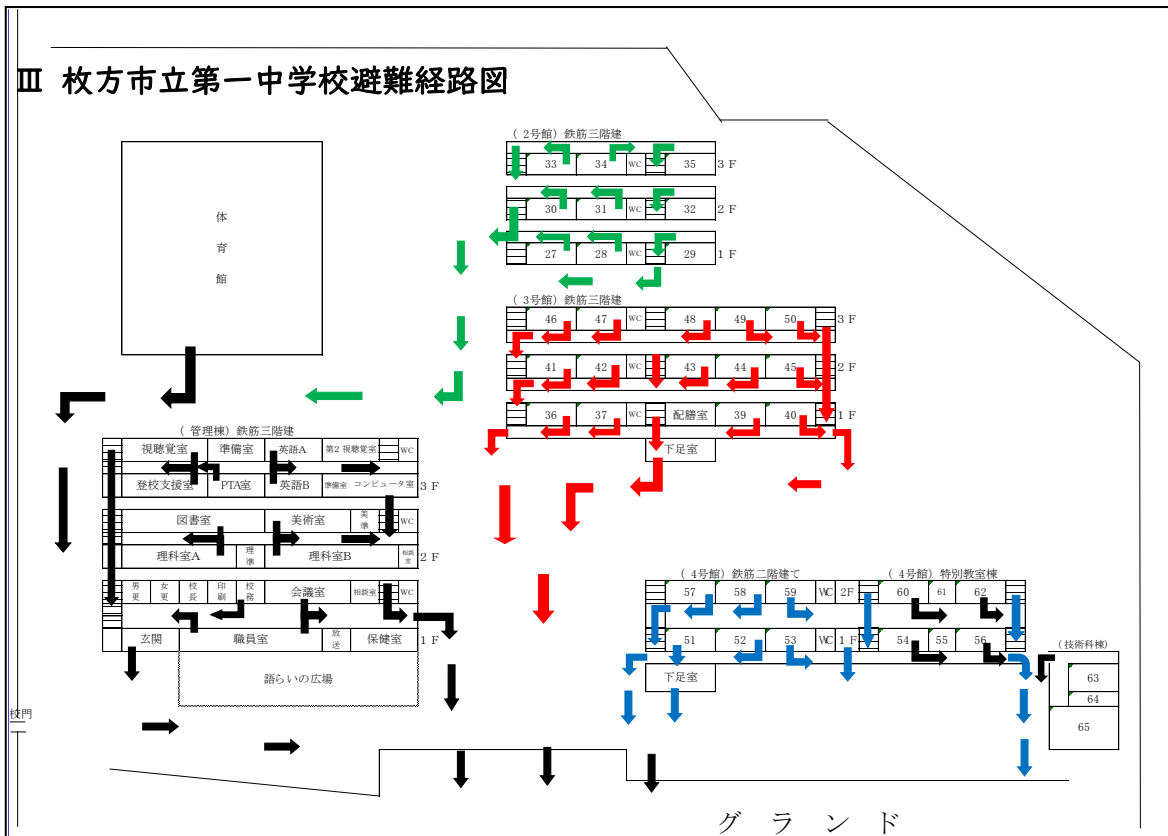 Ⅲ 枚方市立第一中学校避難経路図
(２号館)鉄筋三階建
33 34 WC 35 ３F
30 31 WC 32 ２F
27 28 WC 29 １F
体
育
館
(３号館)鉄筋三階建
46 47 WC 48 49 50 ３F
41 42 WC 43 44 45 ２F
36 37 WC 配膳室 39 40 １F
下足室
(管理棟)鉄筋三階建
視聴覚室 準備室 英語A 第2 視聴覚室 WC
登校支援室 PTA室 英語B 準備室 コンピュータ室 ３F
図書室 美術室 美準 WC
理科室A 理準 理科室B 相談室 ２F
男更 女更 校長 印刷 校務 会議室 相談室 WC
玄関 職員室 放送 保健室 １F
語らいの広場
(４号館)鉄筋二階建て (４号館)特別教室棟
57 58 59 WC 2F 60 61 62
51 52 53 WC 1F 54 55 56
下足室
(技術科棟)
63
64
65
校門
グランド